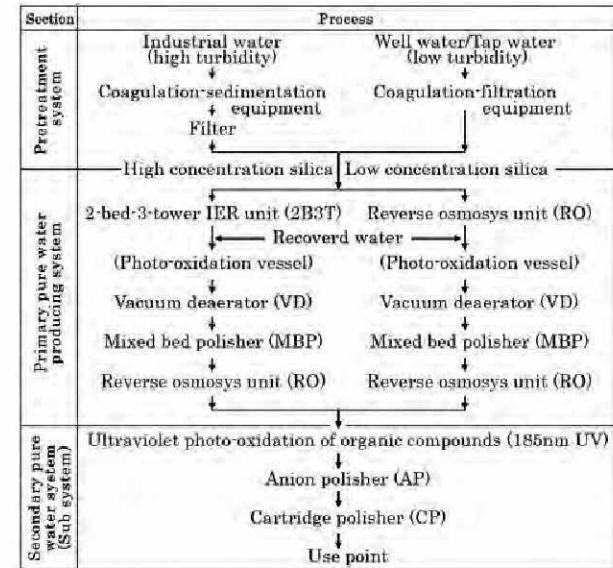 Section Process
Pretreatment
system
Industrial water
(high turbidity)
Coagulation-sedimentation
equipment
Filter
Well water/Tap water
(low turbidity)
Coagulation-filtration
equipment
High concentration silica Low concentration silica
Primary pure water
producing system
2-bed-3-tower IER unit (2B3T) Reverse osmosys unit (RO)
Recoverd water
(Photo-oxidation vessel) (Photo-oxidation vessel)
Vacuum deaerator (VD) Vacuum deaerator (VD)
Mixed bed polisher (MBP) Mixed bed polisher (MBP)
Reverse osmosys unit (RO) Reverse osmosys unit (RO)
Secondary pure
water system
(Sub system)
Ultraviolet photo-oxidation of organic compounds (185nm UV)
Anion polisher (AP)
Cartridge polisher (CP)
Use point